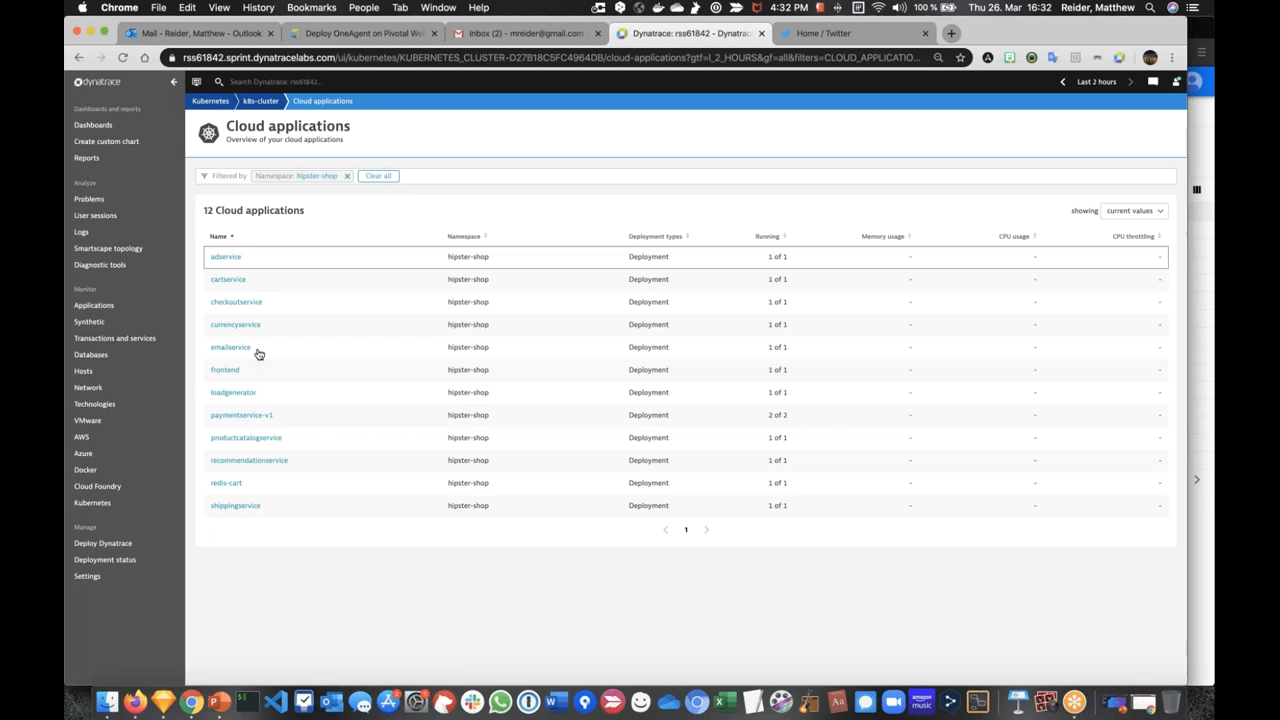 Chrome File Edit View History Bookmarks People Tab Window Help 4:32 PM 100 % Thu 26. Mar 16:32 Reider, Matthew
Mail - Reider, Matthew - Outlook
Deploy OneAgent on Pivotal Web
Inbox (2) - mreider@gmail.com
Dynatrace: rss61842 - Dynatrace
Home / Twitter
rss61842.sprint.dynatracelabs.com/ui/kubernetes/KUBERNETES_CLUSTER-D27B18C5FC4964DB/cloud-applications?gtf=l_2_HOURS&gf=all&filters=CLOUD_APPLICATIO...
dynatrace
Search Dynatrace: rss61842...
Last 2 hours
Kubernetes k8s-cluster Cloud applications
Dashboards and reports
Dashboards
Create custom chart
Reports
Analyze
Problems
User sessions
Logs
Smartscape topology
Diagnostic tools
Monitor
Applications
Synthetic
Transactions and services
Databases
Hosts
Network
Technologies
VMware
AWS
Azure
Docker
Cloud Foundry
Kubernetes
Manage
Deploy Dynatrace
Deployment status
Settings
Cloud applications
Overview of your cloud applications
Filtered by Namespace: hipster-shop Clear all
12 Cloud applications
showing current values
Name Namespace Deployment types Running Memory usage CPU usage CPU throttling
adservice hipster-shop Deployment 1 of 1 - - -
cartservice hipster-shop Deployment 1 of 1 - - -
checkoutservice hipster-shop Deployment 1 of 1 - - -
currencyservice hipster-shop Deployment 1 of 1 - - -
emailservice hipster-shop Deployment 1 of 1 - - -
frontend hipster-shop Deployment 1 of 1 - - -
loadgenerator hipster-shop Deployment 1 of 1 - - -
paymentservice-v1 hipster-shop Deployment 2 of 2 - - -
productcatalogservice hipster-shop Deployment 1 of 1 - - -
recommendationservice hipster-shop Deployment 1 of 1 - - -
redis-cart hipster-shop Deployment 1 of 1 - - -
shippingservice hipster-shop Deployment 1 of 1 - - -
1
amazon music